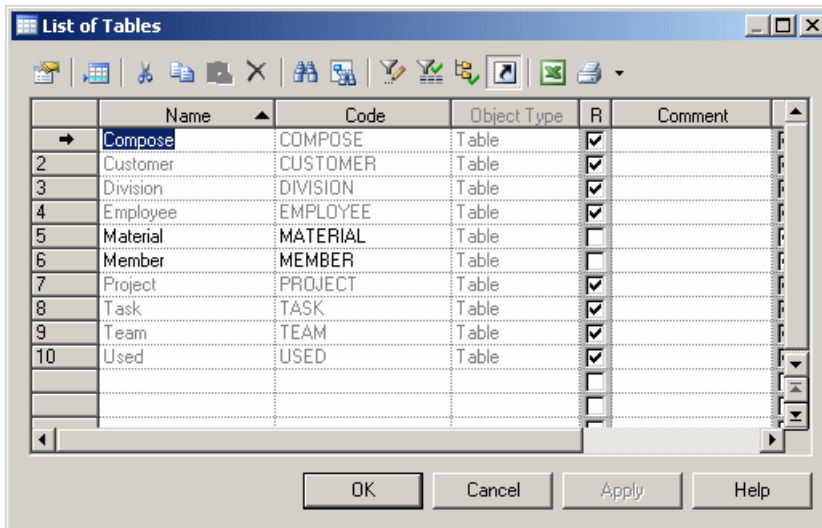 List of Tables
Name Code Object Type R Comment
Compose COMPOSE Table
2 Customer CUSTOMER Table
3 Division DIVISION Table
4 Employee EMPLOYEE Table
5 Material MATERIAL Table
6 Member MEMBER Table
7 Project PROJECT Table
8 Task TASK Table
9 Team TEAM Table
10 Used USED Table
OK Cancel Apply Help